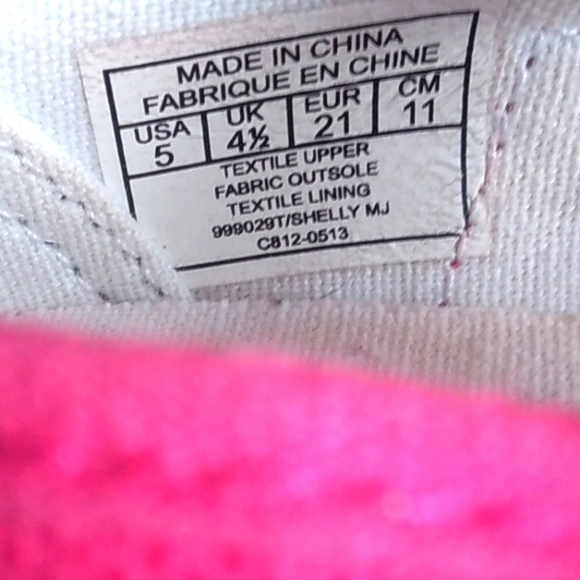 MADE IN CHINA
FABRIQUE EN CHINE
USA UK EUR CM
5 4½ 21 11
TEXTILE UPPER
FABRIC OUTSOLE
TEXTILE LINING
999029T/SHELLY MJ
C812-0513